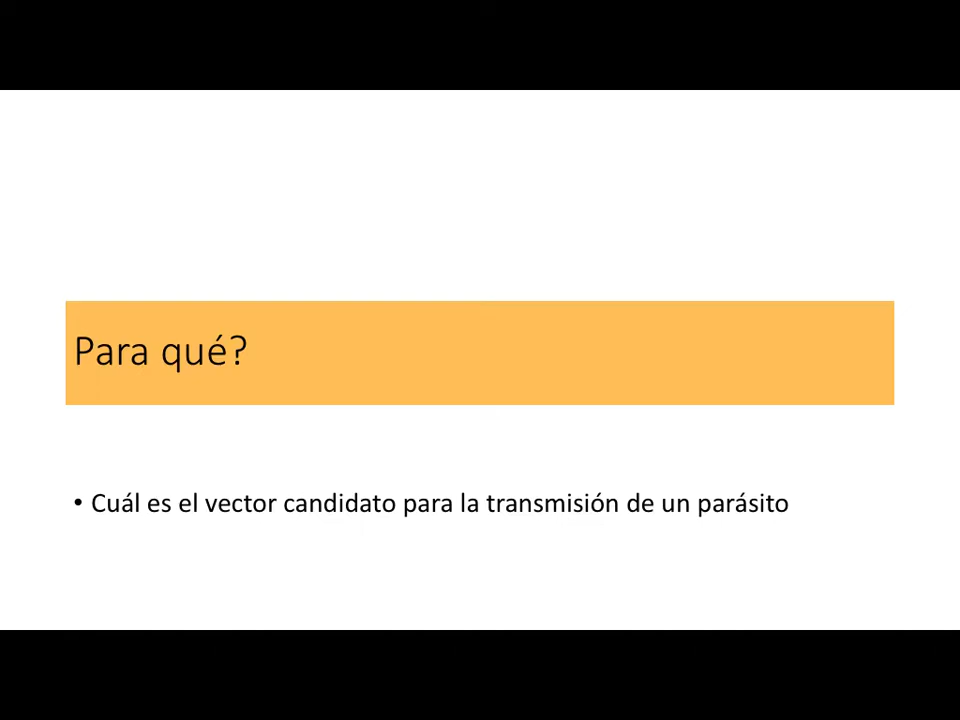 Para qué?
• Cuál es el vector candidato para la transmisión de un parásito